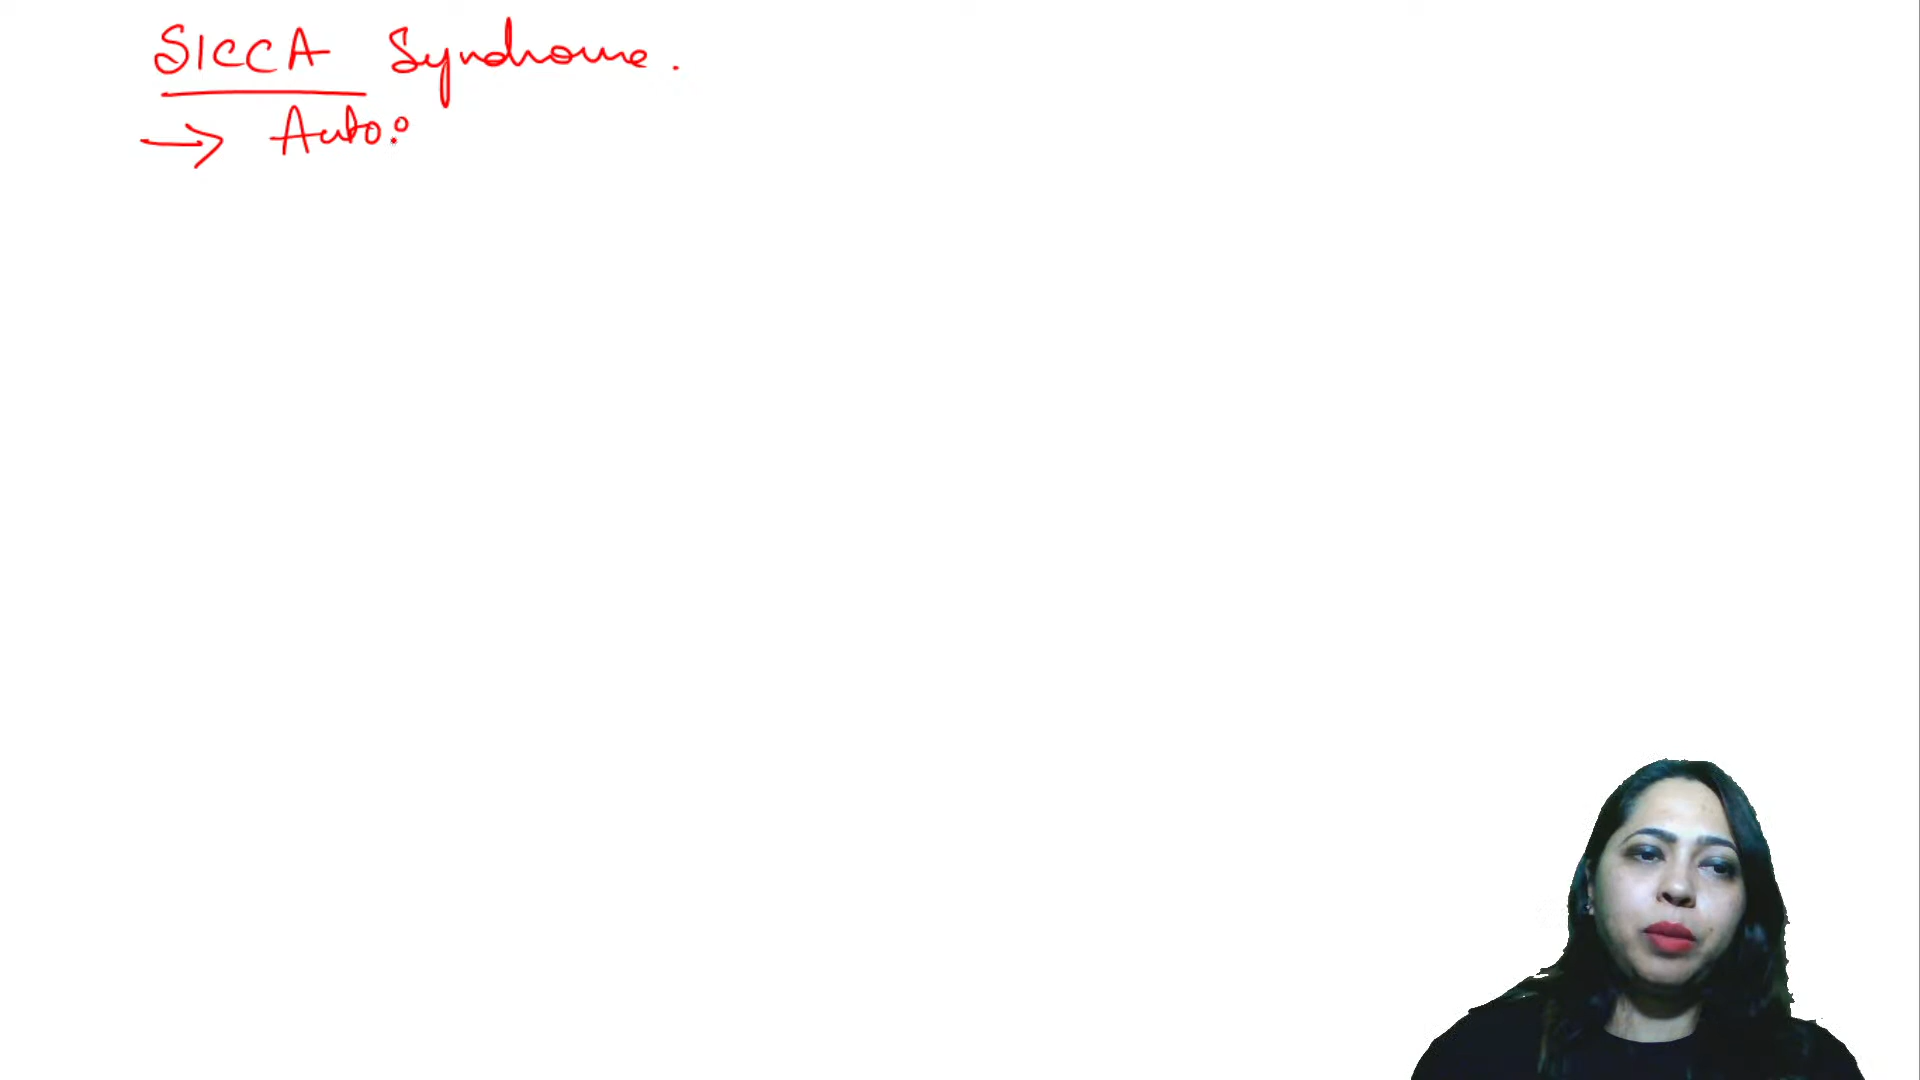 SICCA Syndrome.
→ Auto